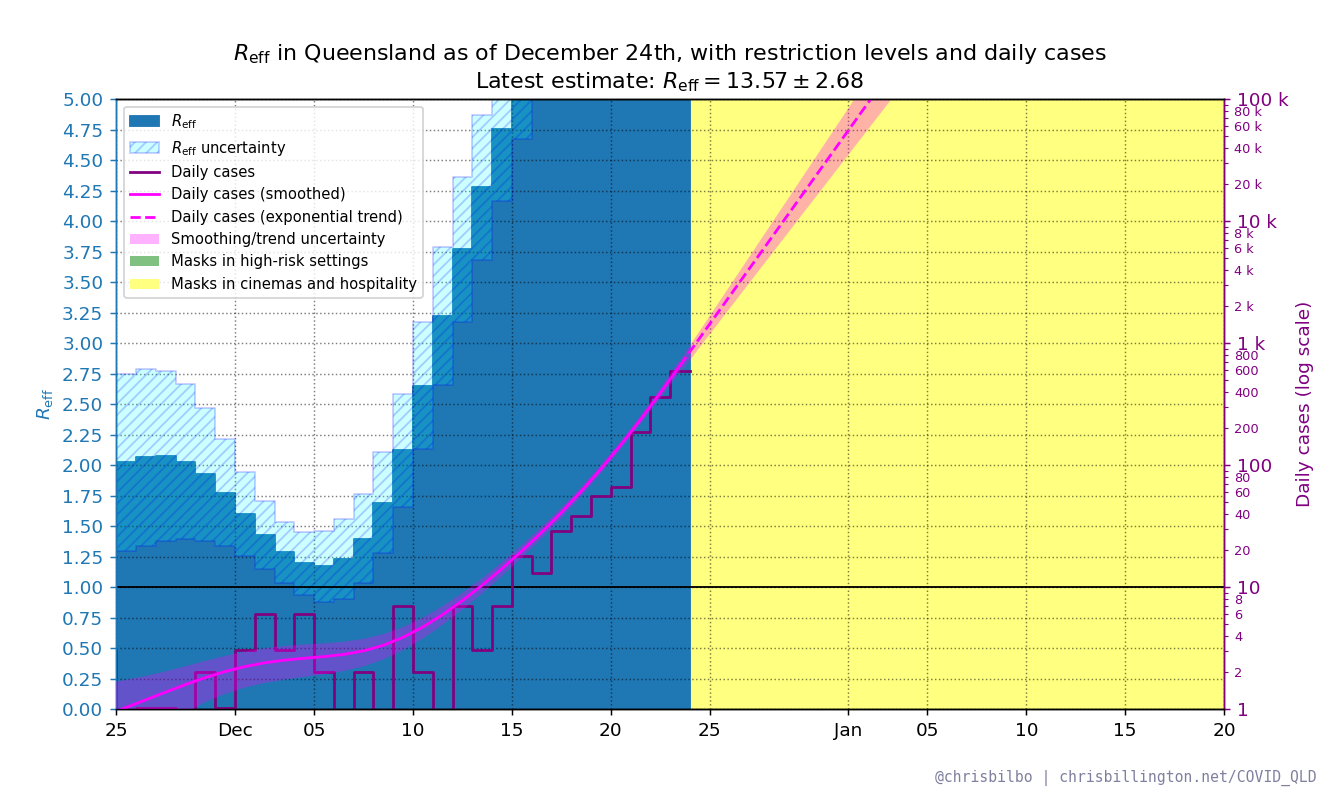 Reff in Queensland as of December 24th, with restriction levels and daily cases
Latest estimate: Reff = 13.57 ± 2.68
Reff
Reff uncertainty
Daily cases
Daily cases (smoothed)
Daily cases (exponential trend)
Smoothing/trend uncertainty
Masks in high-risk settings
Masks in cinemas and hospitality
Reff
5.00
4.75
4.50
4.25
4.00
3.75
3.50
3.25
3.00
2.75
2.50
2.25
2.00
1.75
1.50
1.25
1.00
0.75
0.50
0.25
0.00
25
Dec
05
10
15
20
25
Jan
05
10
15
20
100 k
80 k
60 k
40 k
20 k
10 k
8 k
6 k
4 k
2 k
1 k
800
600
400
200
100
80
60
40
20
10
8
6
4
2
1
Daily cases (log scale)
@chrisbilbo | chrisbillington.net/COVID_QLD